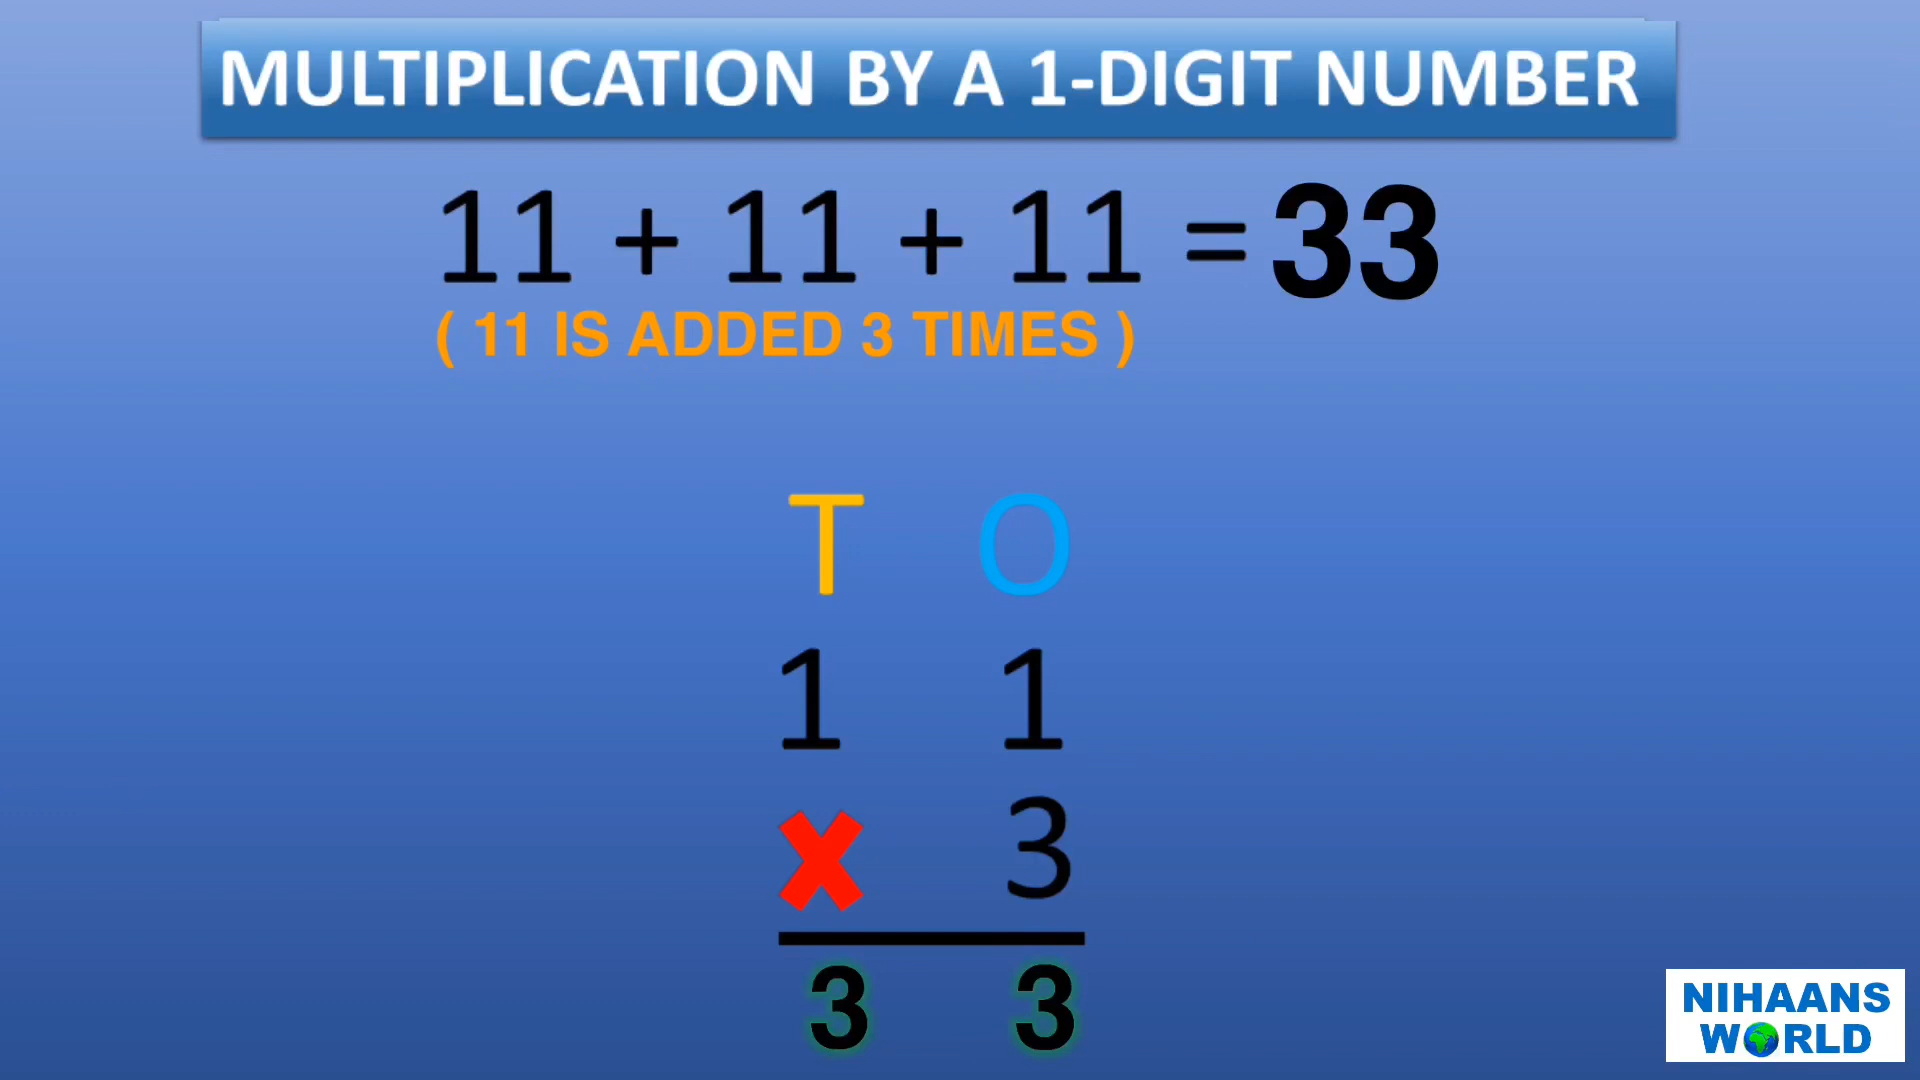 MULTIPLICATION BY A 1-DIGIT NUMBER
11 + 11 + 11 = 33
( 11 IS ADDED 3 TIMES )
T O
1 1
✘ 3
3 3
NIHAANS
WORLD